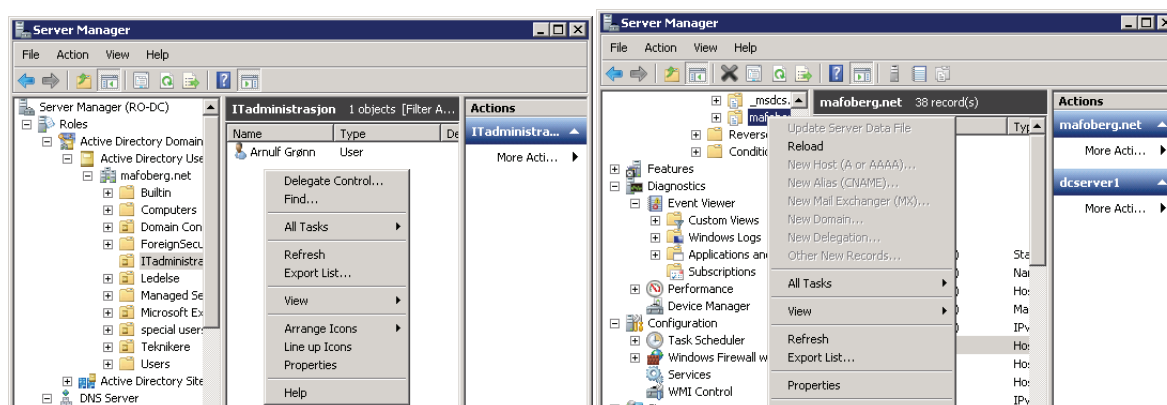 Server Manager
File Action View Help
Server Manager (RO-DC)
Roles
Active Directory Domain
Active Directory Use
mafoberg.net
Builtin
Computers
Domain Con
ForeignSecu
ITadministra
Ledelse
Managed Se
Microsoft Ex
special users
Teknikere
Users
Active Directory Site
DNS Server
ITadministrasjon 1 objects [Filter A...
Name Type De
Arnulf Grønn User
Delegate Control...
Find...
All Tasks
Refresh
Export List...
View
Arrange Icons
Line up Icons
Properties
Help
Actions
ITadministra...
More Acti...
Server Manager
File Action View Help
_msdcs.
mafobe
Reverse
Conditio
Features
Diagnostics
Event Viewer
Custom Views
Windows Logs
Applications and
Subscriptions
Performance
Device Manager
Configuration
Task Scheduler
Windows Firewall w
Services
WMI Control
mafoberg.net 38 record(s)
Typ
Update Server Data File
Reload
New Host (A or AAAA)...
New Alias (CNAME)...
New Mail Exchanger (MX)...
New Domain...
New Delegation...
Other New Records...
All Tasks
View
Refresh
Export List...
Properties
Sta
Nar
Hos
Ma
IPv
Hos
Hos
Hos
IPv
Actions
mafoberg.net
More Acti...
dcserver1
More Acti...